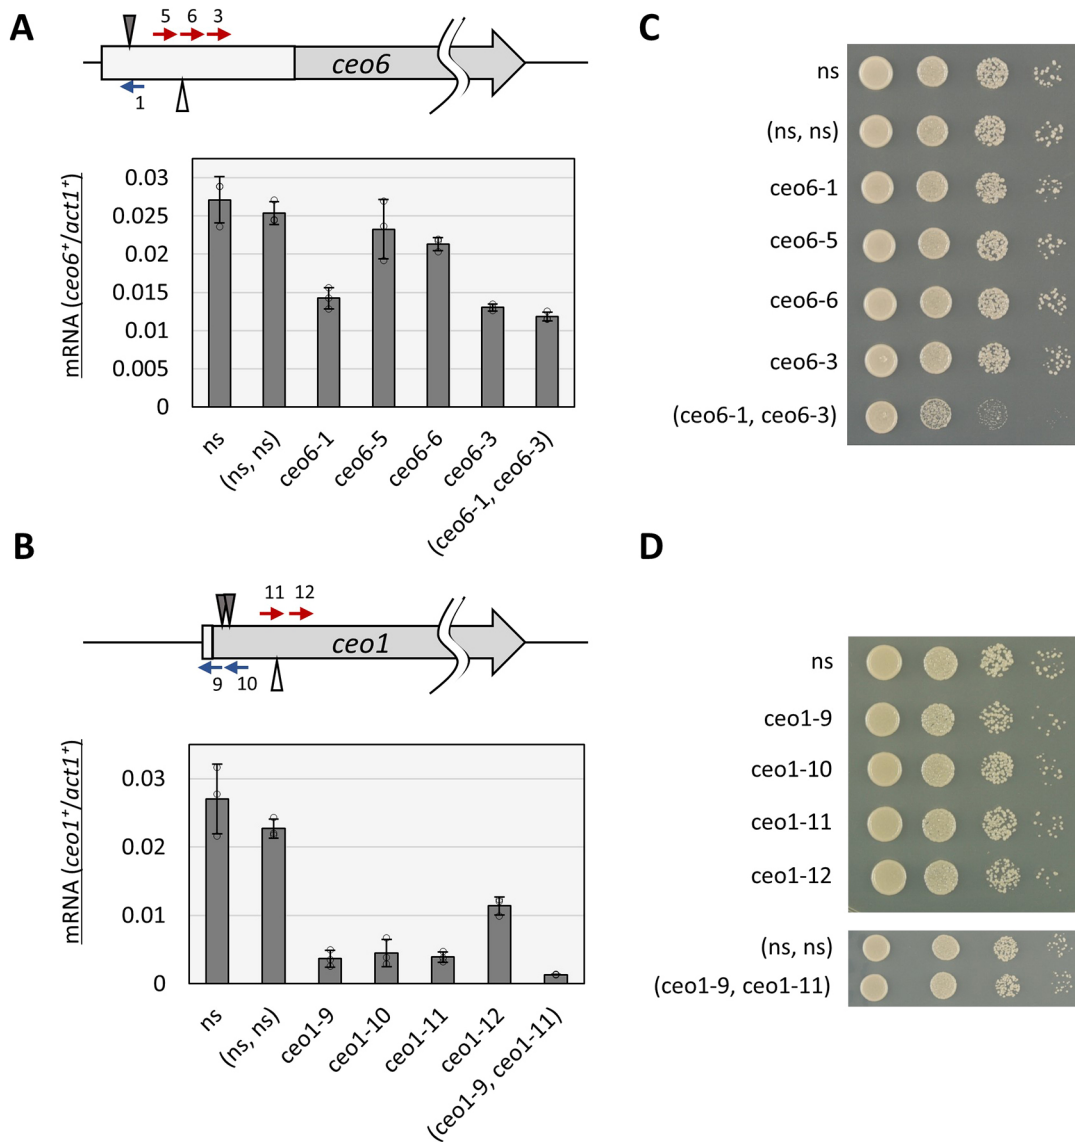 A
5 6 3
ceo6
1
mRNA (ceo6⁺/act1⁺)
0.03
0.025
0.02
0.015
0.01
0.005
0
ns
(ns, ns)
ceo6-1
ceo6-5
ceo6-6
ceo6-3
(ceo6-1, ceo6-3)
B
11 12
ceo1
9 10
mRNA (ceo1⁺/act1⁺)
0.03
0.02
0.01
0
ns
(ns, ns)
ceo1-9
ceo1-10
ceo1-11
ceo1-12
(ceo1-9, ceo1-11)
C
ns
(ns, ns)
ceo6-1
ceo6-5
ceo6-6
ceo6-3
(ceo6-1, ceo6-3)
D
ns
ceo1-9
ceo1-10
ceo1-11
ceo1-12
(ns, ns)
(ceo1-9, ceo1-11)